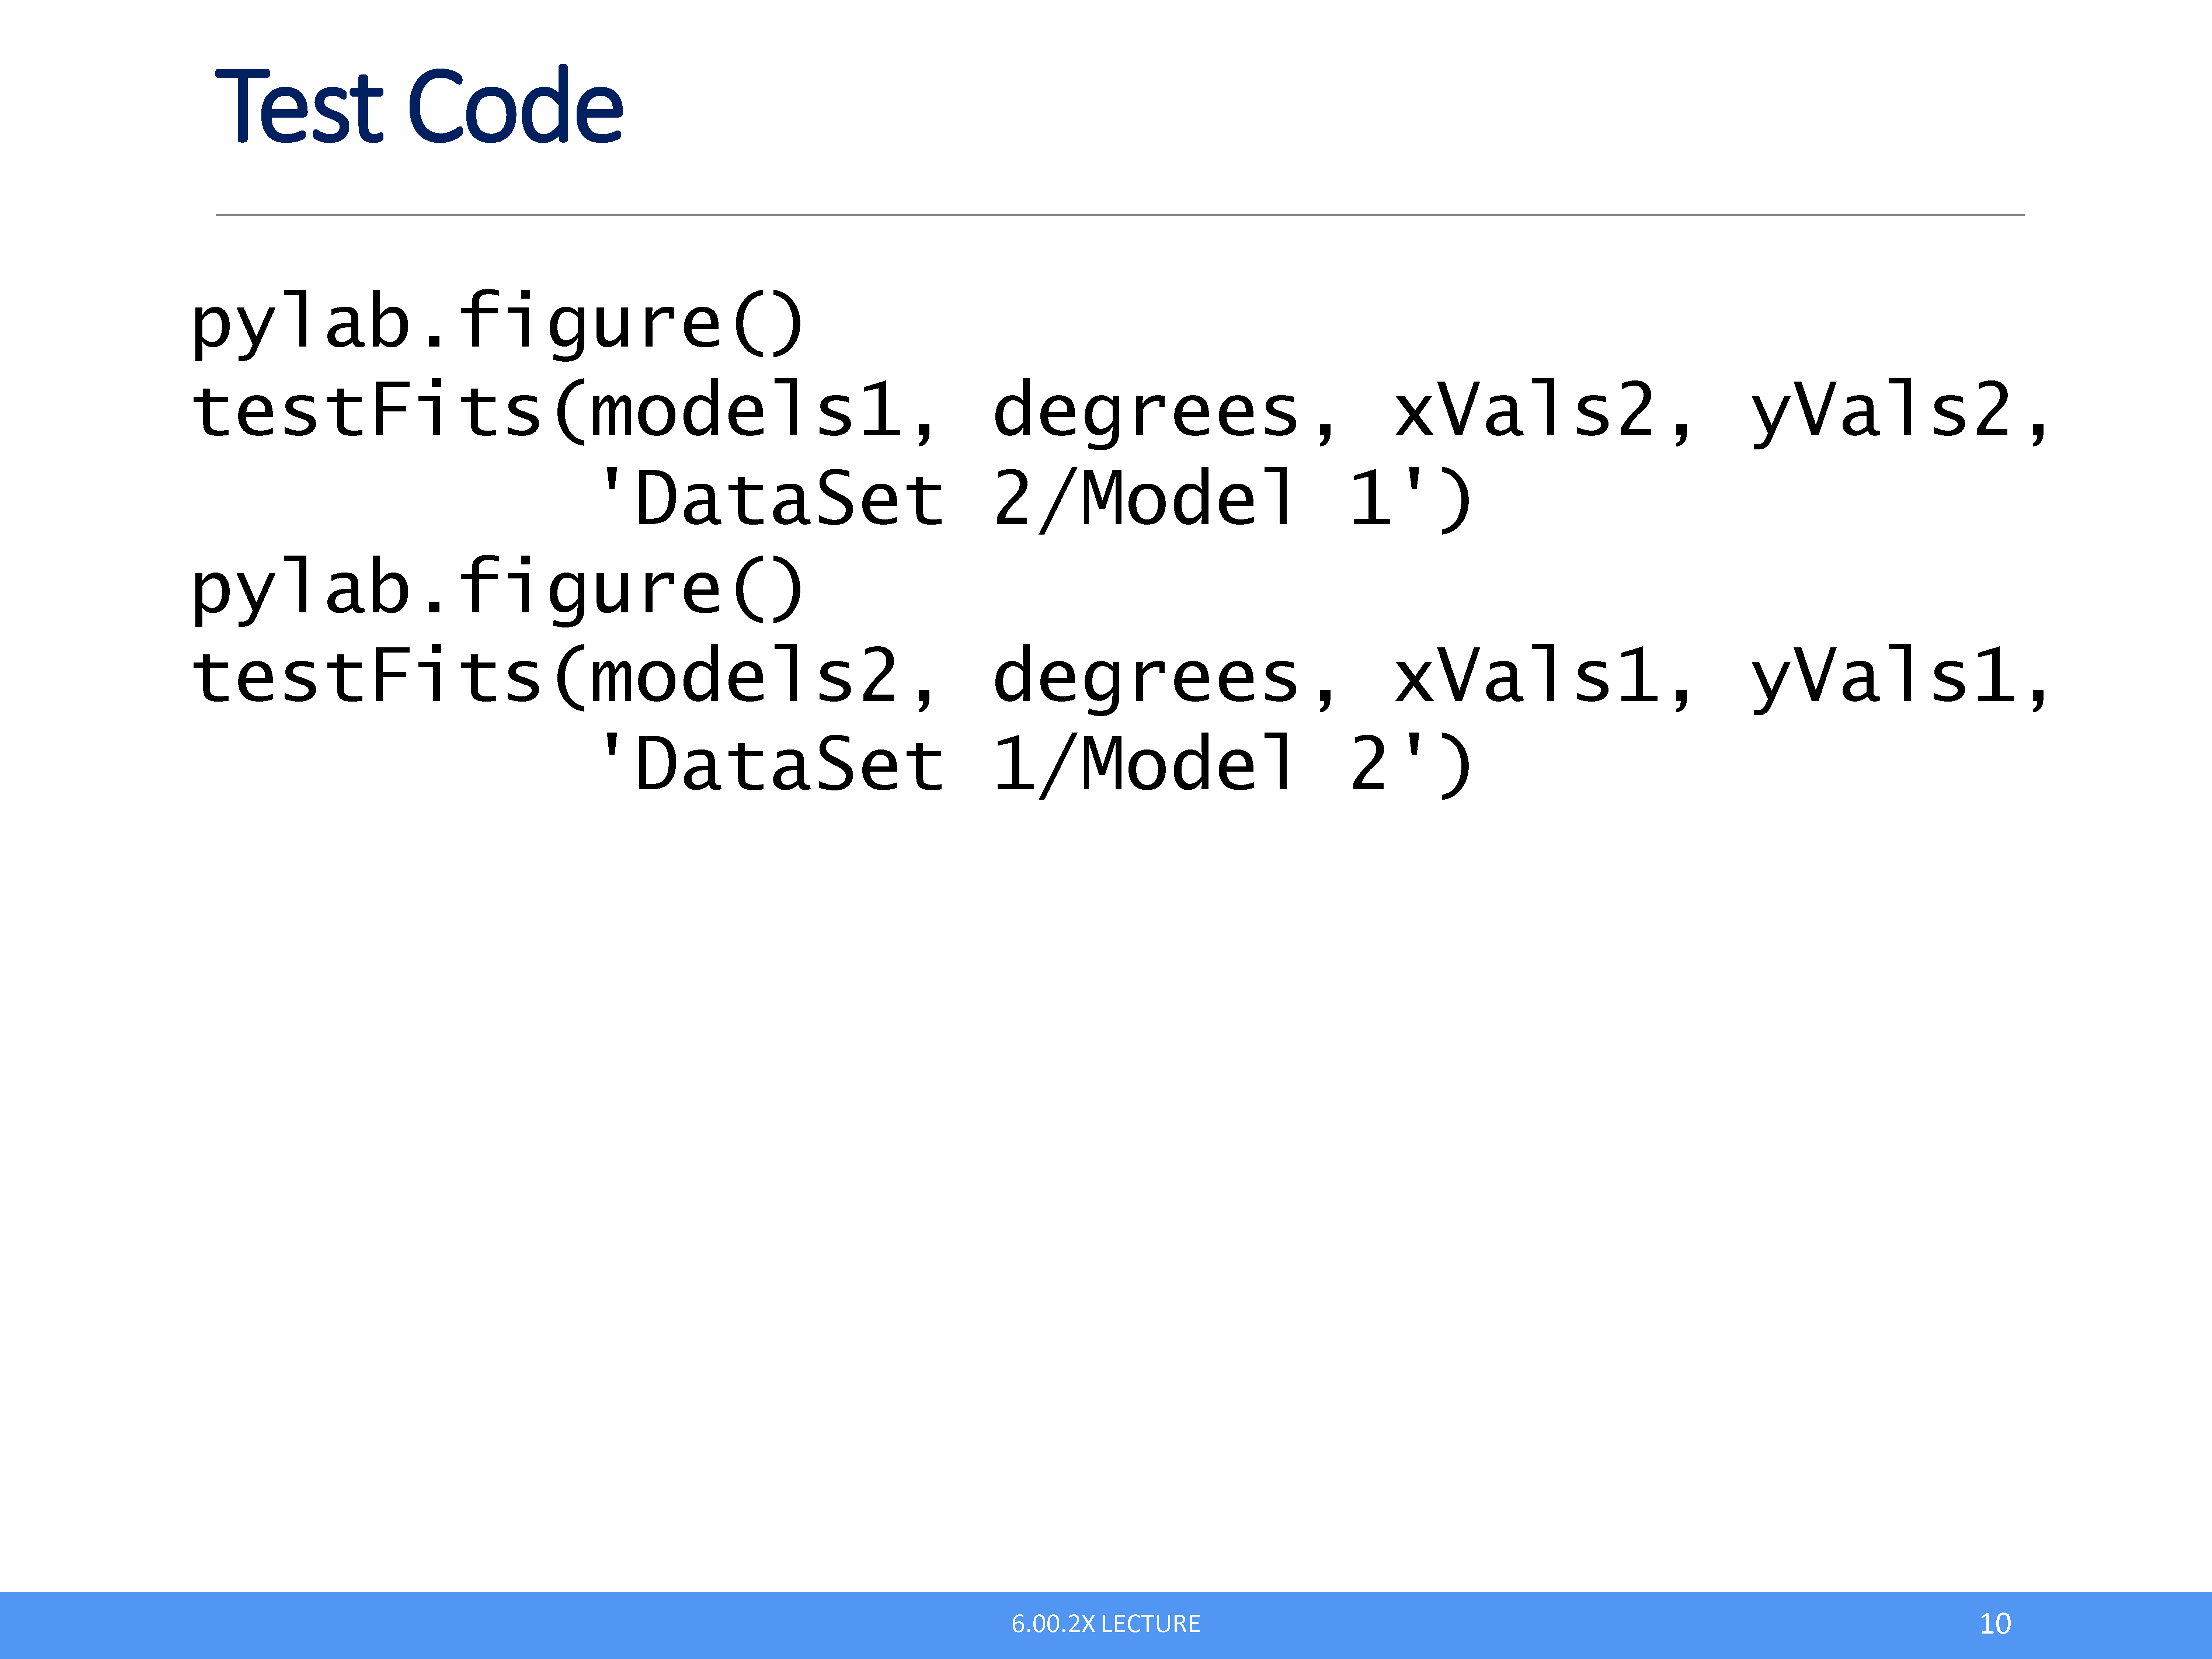 Test Code
pylab.figure()
testFits(models1, degrees, xVals2, yVals2,
         'DataSet 2/Model 1')
pylab.figure()
testFits(models2, degrees, xVals1, yVals1,
         'DataSet 1/Model 2')
6.00.2X LECTURE
10